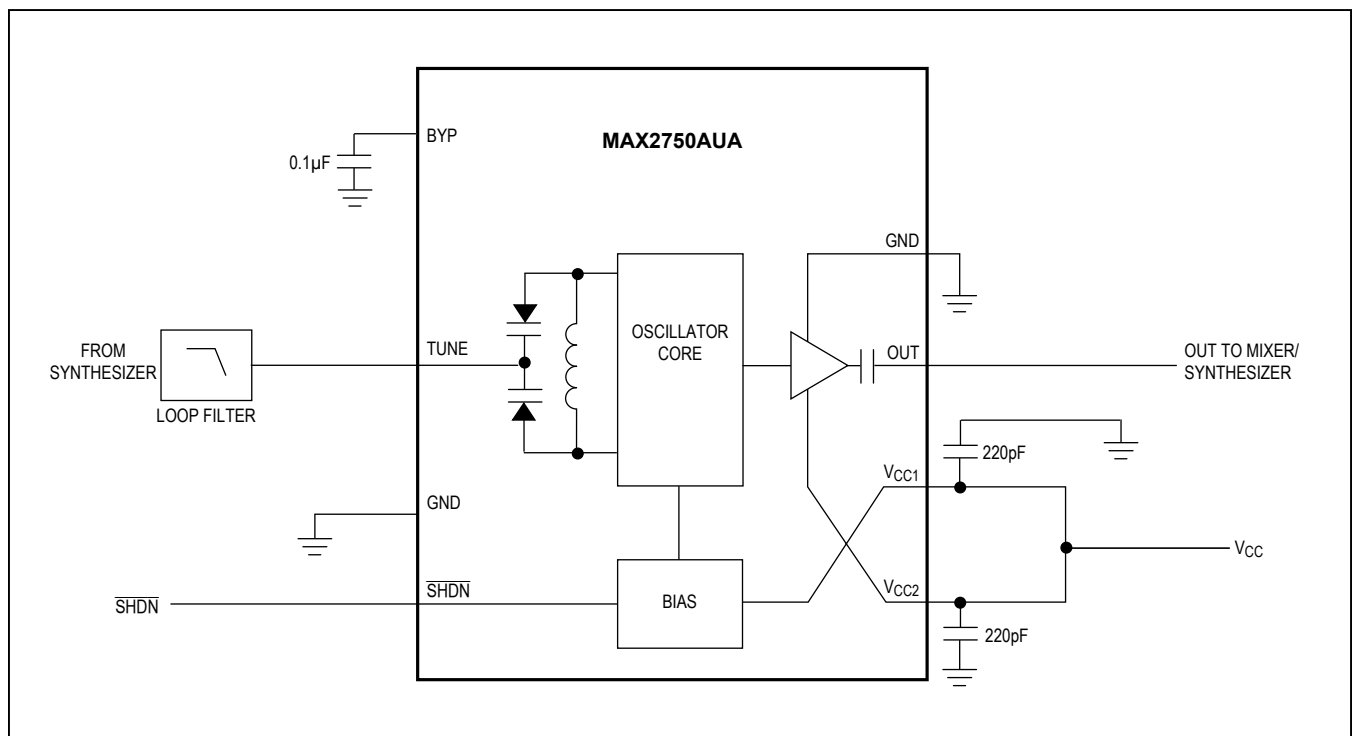 MAX2750AUA
BYP
0.1µF
GND
FROM
SYNTHESIZER
LOOP FILTER
TUNE
OSCILLATOR
CORE
OUT
OUT TO MIXER/
SYNTHESIZER
220pF
VCC1
GND
VCC
SHDN
SHDN
BIAS
VCC2
220pF